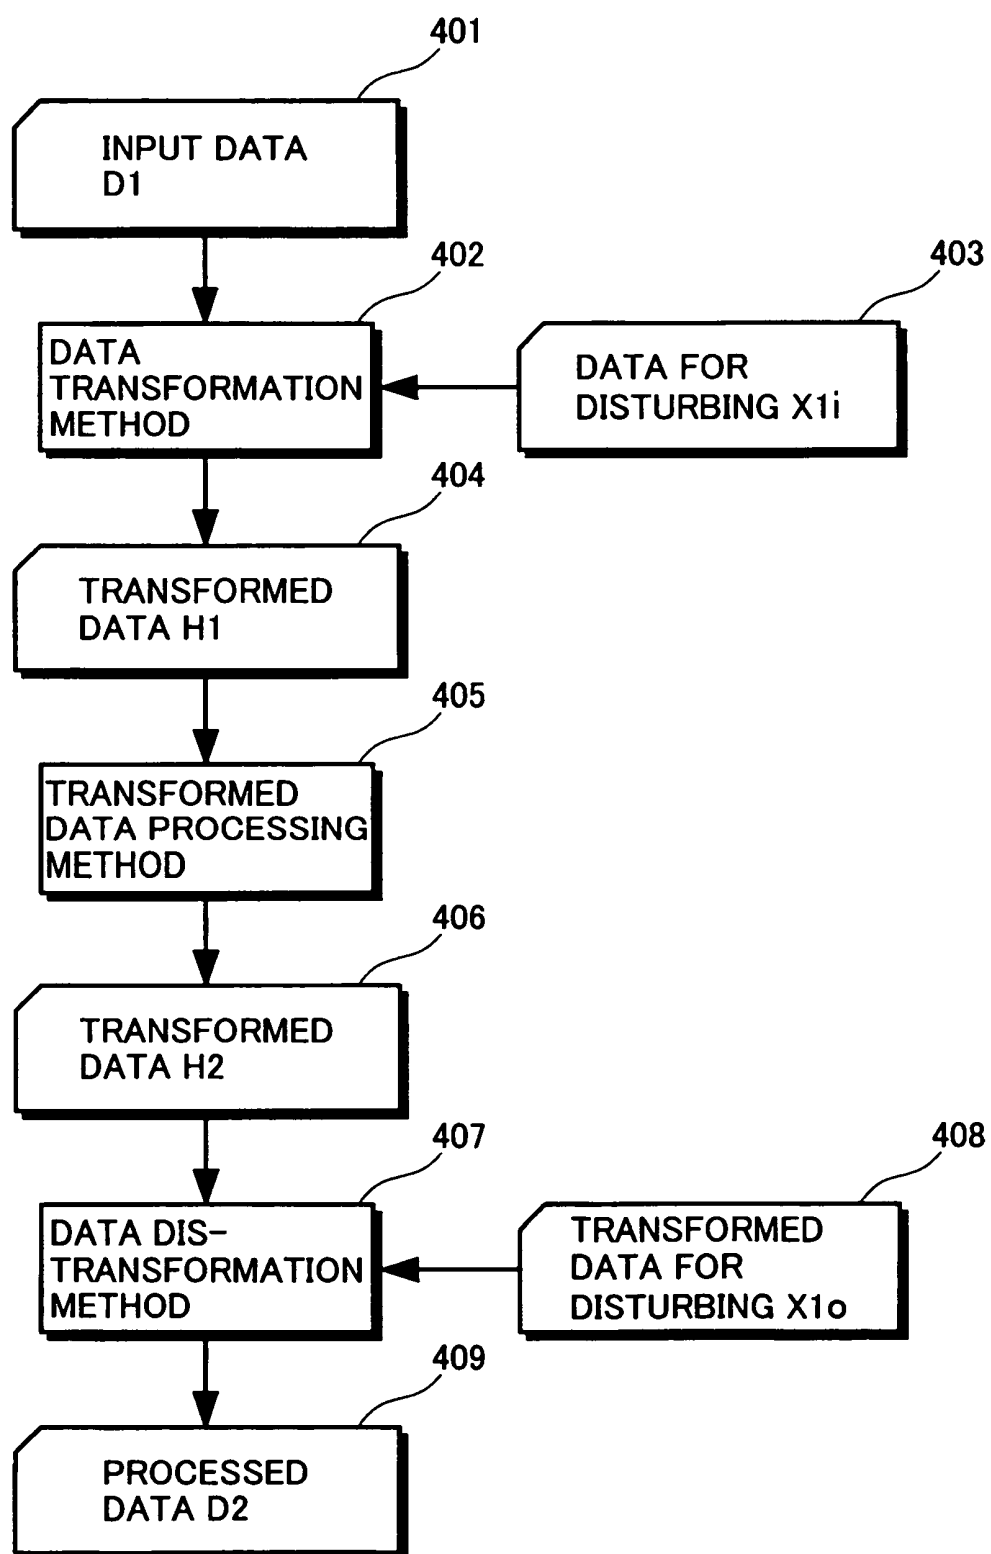 401
INPUT DATA
D1
402
403
DATA
TRANSFORMATION
METHOD
DATA FOR
DISTURBING X1i
404
TRANSFORMED
DATA H1
405
TRANSFORMED
DATA PROCESSING
METHOD
406
TRANSFORMED
DATA H2
407
408
DATA DIS-
TRANSFORMATION
METHOD
TRANSFORMED
DATA FOR
DISTURBING X1o
409
PROCESSED
DATA D2